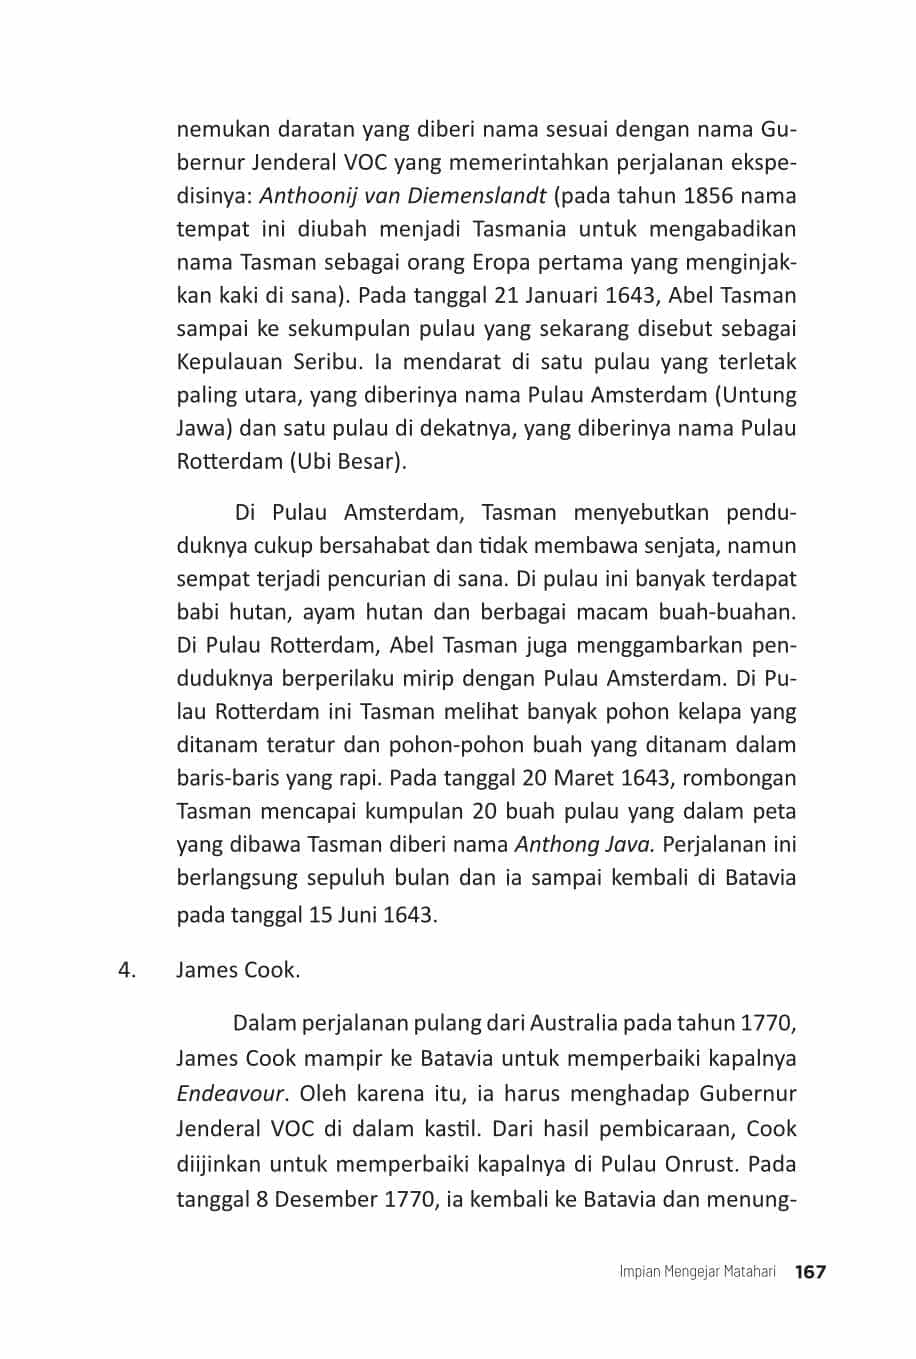 nemukan daratan yang diberi nama sesuai dengan nama Gu-
bernur Jenderal VOC yang memerintahkan perjalanan ekspe-
disinya: Anthoonij van Diemenslandt (pada tahun 1856 nama
tempat ini diubah menjadi Tasmania untuk mengabadikan
nama Tasman sebagai orang Eropa pertama yang menginjak-
kan kaki di sana). Pada tanggal 21 Januari 1643, Abel Tasman
sampai ke sekumpulan pulau yang sekarang disebut sebagai
Kepulauan Seribu. Ia mendarat di satu pulau yang terletak
paling utara, yang diberinya nama Pulau Amsterdam (Untung
Jawa) dan satu pulau di dekatnya, yang diberinya nama Pulau
Rotterdam (Ubi Besar).
Di Pulau Amsterdam, Tasman menyebutkan pendu-
duknya cukup bersahabat dan tidak membawa senjata, namun
sempat terjadi pencurian di sana. Di pulau ini banyak terdapat
babi hutan, ayam hutan dan berbagai macam buah-buahan.
Di Pulau Rotterdam, Abel Tasman juga menggambarkan pen-
duduknya berperilaku mirip dengan Pulau Amsterdam. Di Pu-
lau Rotterdam ini Tasman melihat banyak pohon kelapa yang
ditanam teratur dan pohon-pohon buah yang ditanam dalam
baris-baris yang rapi. Pada tanggal 20 Maret 1643, rombongan
Tasman mencapai kumpulan 20 buah pulau yang dalam peta
yang dibawa Tasman diberi nama Anthong Java. Perjalanan ini
berlangsung sepuluh bulan dan ia sampai kembali di Batavia
pada tanggal 15 Juni 1643.
4. James Cook.
Dalam perjalanan pulang dari Australia pada tahun 1770,
James Cook mampir ke Batavia untuk memperbaiki kapalnya
Endeavour. Oleh karena itu, ia harus menghadap Gubernur
Jenderal VOC di dalam kastil. Dari hasil pembicaraan, Cook
diijinkan untuk memperbaiki kapalnya di Pulau Onrust. Pada
tanggal 8 Desember 1770, ia kembali ke Batavia dan menung-
Impian Mengejar Matahari 167